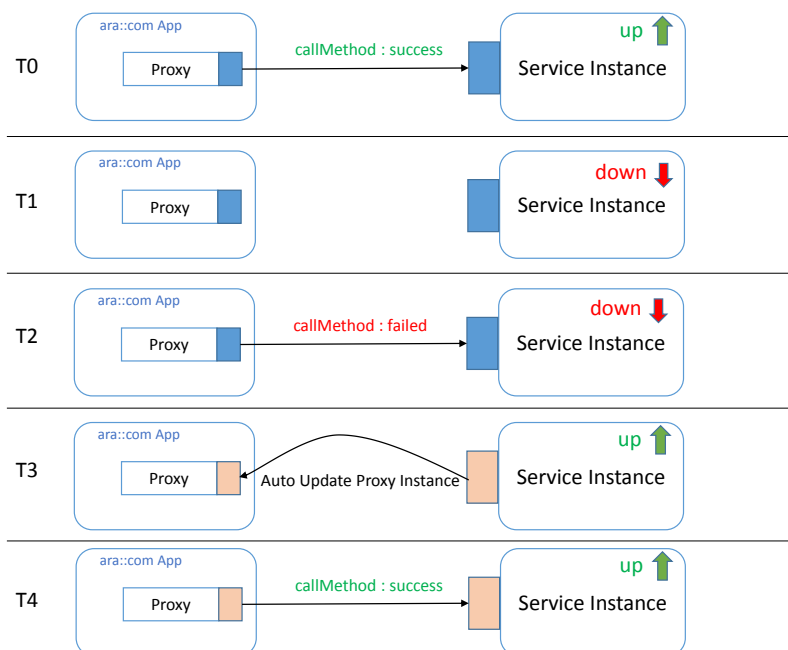 ara::com App
up
T0
Proxy
callMethod : success
Service Instance
ara::com App
down
T1
Proxy
Service Instance
ara::com App
down
T2
Proxy
callMethod : failed
Service Instance
ara::com App
up
T3
Proxy
Auto Update Proxy Instance
Service Instance
ara::com App
up
T4
Proxy
callMethod : success
Service Instance